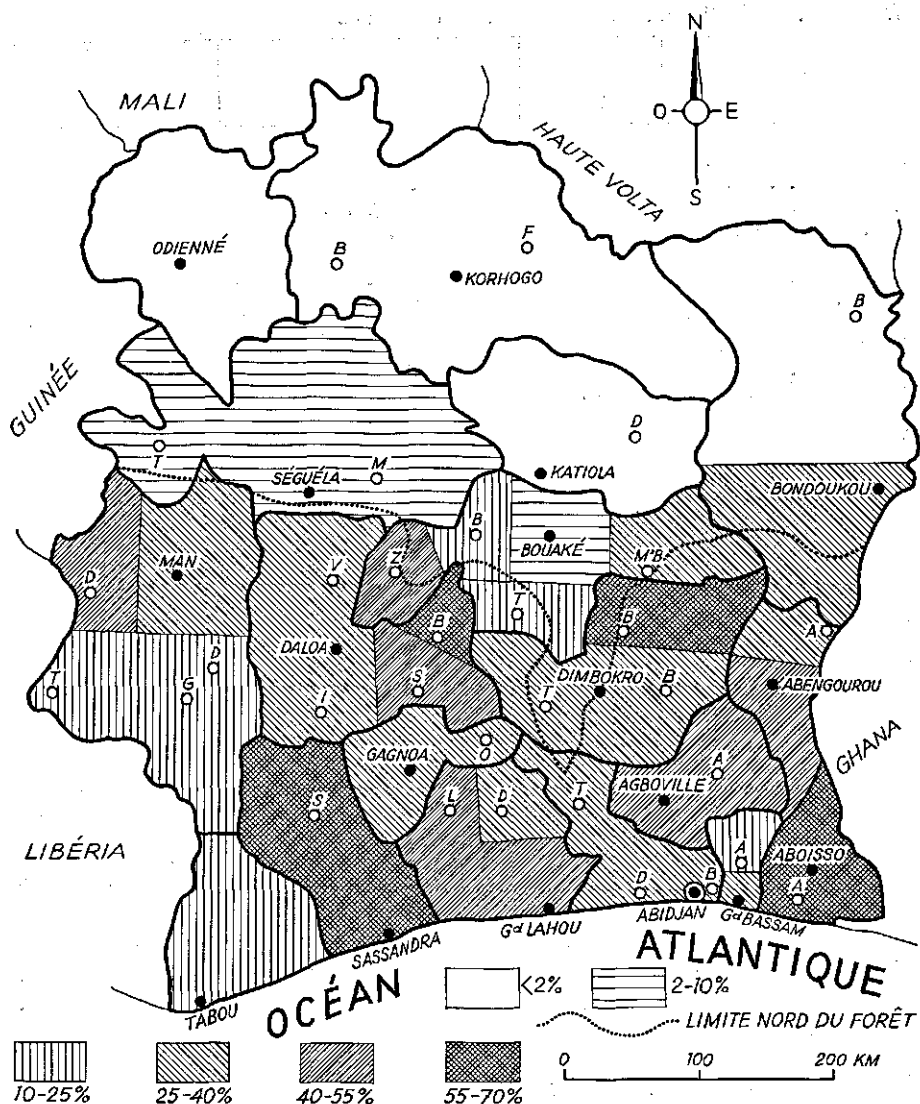 N
O E
S
MALI
HAUTE VOLTA
ODIENNÉ
B
F
KORHOGO
B
GUINÉE
D
T
SÉGUÉLA
M
KATIOLA
BONDOUKOU
B
BOUAKÉ
M'B.
D
MAN
V
Z
T
B
A
B
DALOA
S
DIMBOKRO
B
ABENGOUROU
T
G
D
I
T
GHANA
GAGNOA
O
A
AGBOVILLE
S
L
D
T
LIBÉRIA
A
ABOISSO
A
D
B
ABIDJAN
Gd BASSAM
Gd LAHOU
SASSANDRA
TABOU
OCÉAN
ATLANTIQUE
<2%
2-10%
LIMITE NORD DU FORÊT
10-25%
25-40%
40-55%
55-70%
0 100 200 KM